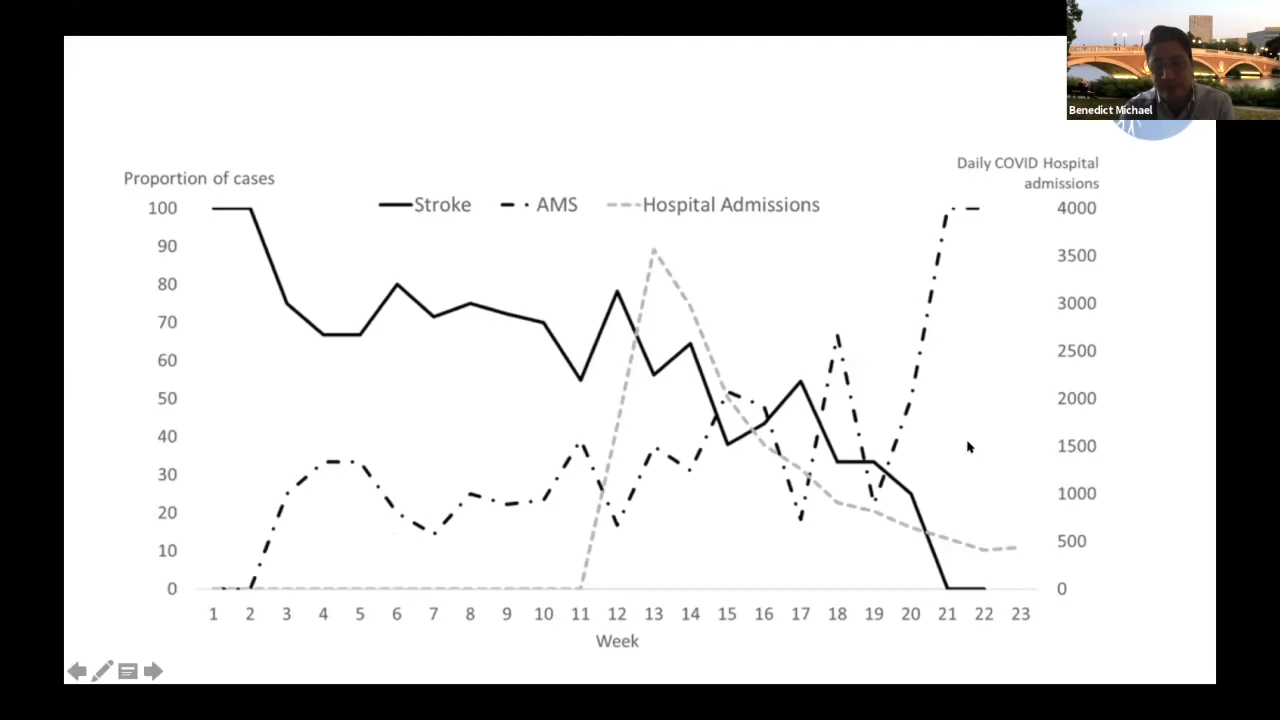 Benedict Michael
Proportion of cases
Daily COVID Hospital
admissions
Stroke AMS Hospital Admissions
100 4000
90 3500
80 3000
70 2500
60
50 2000
40 1500
30 1000
20 500
10
0 0
1 2 3 4 5 6 7 8 9 10 11 12 13 14 15 16 17 18 19 20 21 22 23
Week